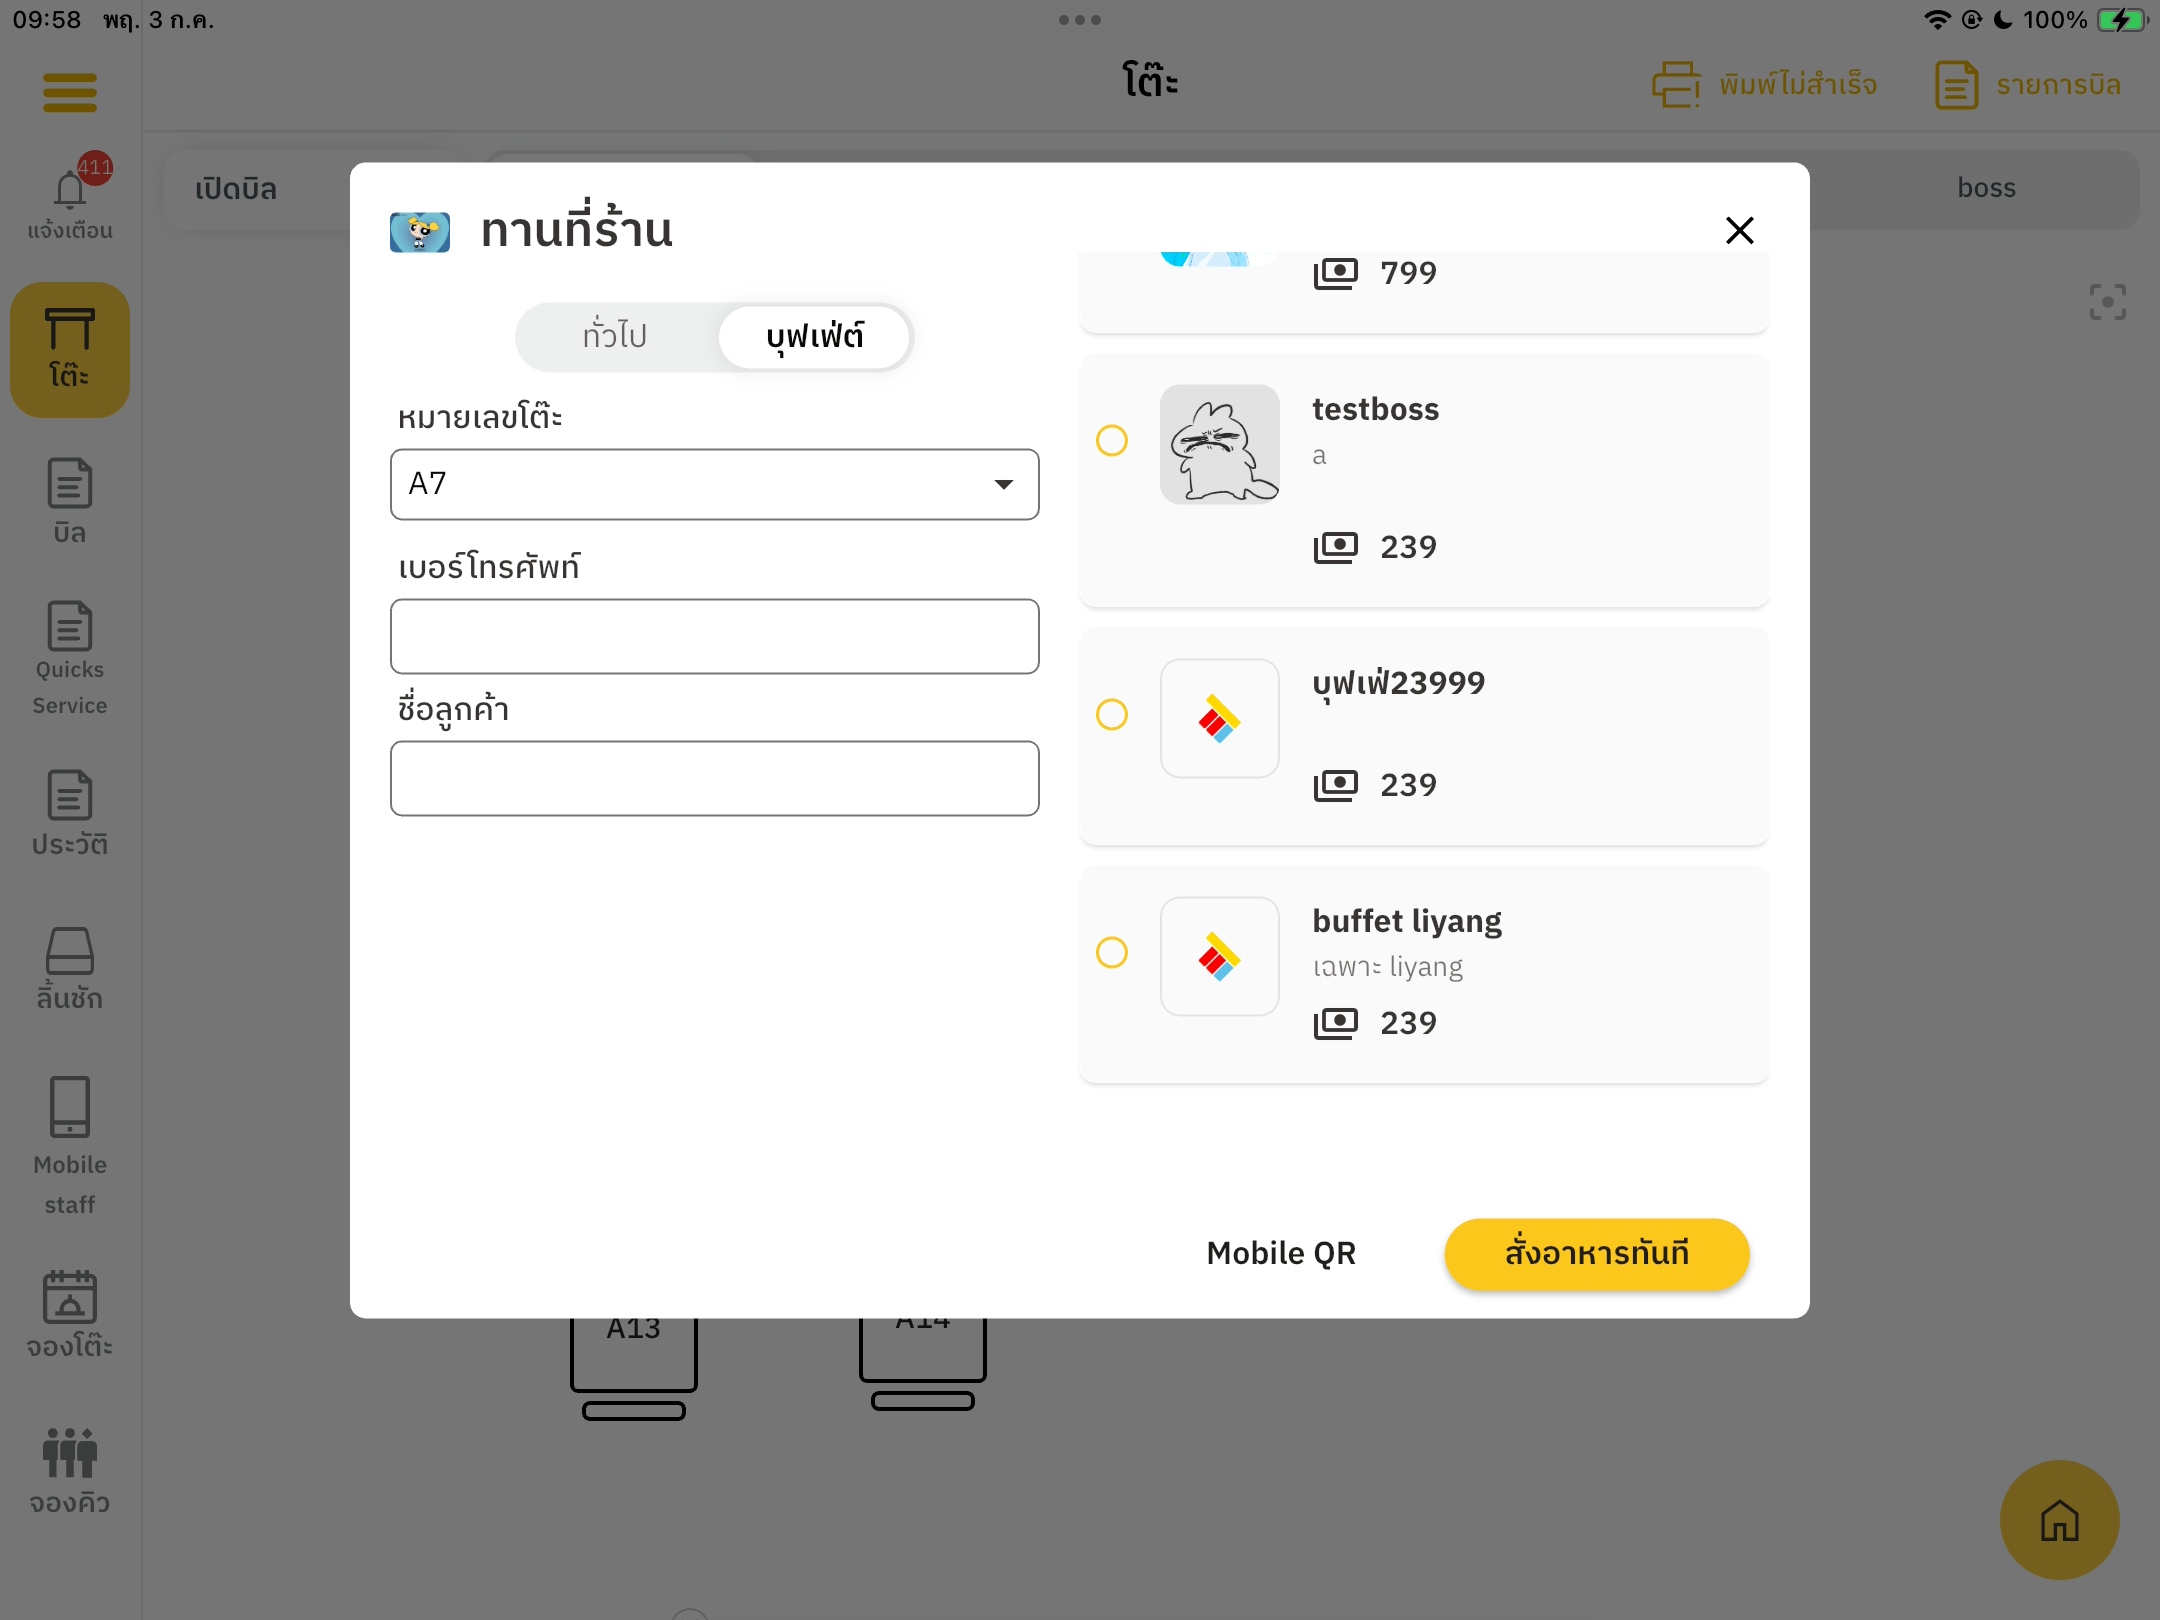 09:58 พฤ. 3 ก.ค.
100%
โต๊ะ
พิมพ์ไม่สำเร็จ
รายการบิล
411
แจ้งเตือน
เปิดบิล
boss
โต๊ะ
บิล
Quicks
Service
ประวัติ
ลิ้นชัก
Mobile
staff
จองโต๊ะ
จองคิว
ทานที่ร้าน
ทั่วไป
บุฟเฟ่ต์
หมายเลขโต๊ะ
A7
เบอร์โทรศัพท์
ชื่อลูกค้า
799
testboss
a
239
บุฟเฟ่23999
239
buffet liyang
เฉพาะ liyang
239
Mobile QR
สั่งอาหารทันที
A13
A14